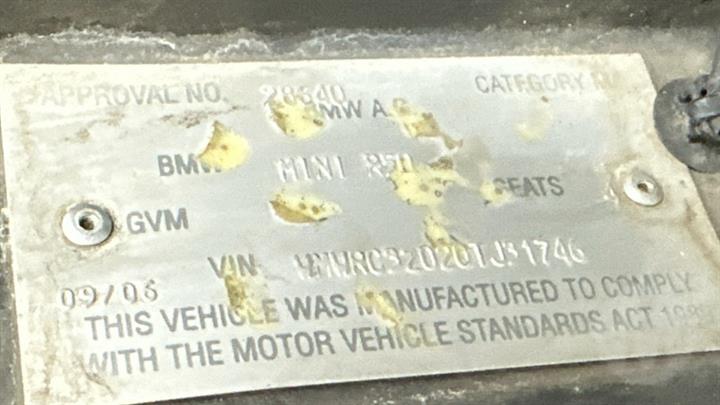 APPROVAL NO. 28340 CATEGORY
BMW A.G
BMW MINI R50
GVM SEATS
VIN
09/06
THIS VEHICLE WAS MANUFACTURED TO COMPLY
WITH THE MOTOR VEHICLE STANDARDS ACT